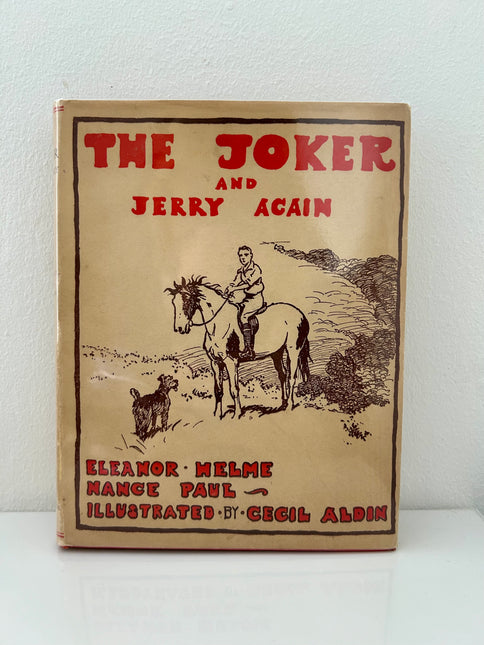 THE JOKER
AND
JERRY AGAIN
ELEANOR · HELME
NANCE PAUL
ILLUSTRATED · BY · CECIL ALDIN